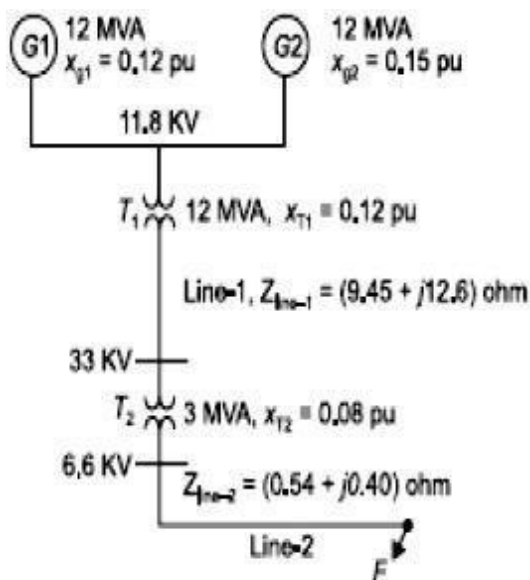 G1 12 MVA
x_g1 = 0.12 pu
G2 12 MVA
x_g2 = 0.15 pu
11.8 KV
T₁ 12 MVA, x_T1 = 0.12 pu
Line-1, Z_line-1 = (9.45 + j12.6) ohm
33 KV
T₂ 3 MVA, x_T2 = 0.08 pu
6.6 KV
Z_line-2 = (0.54 + j0.40) ohm
Line-2
F